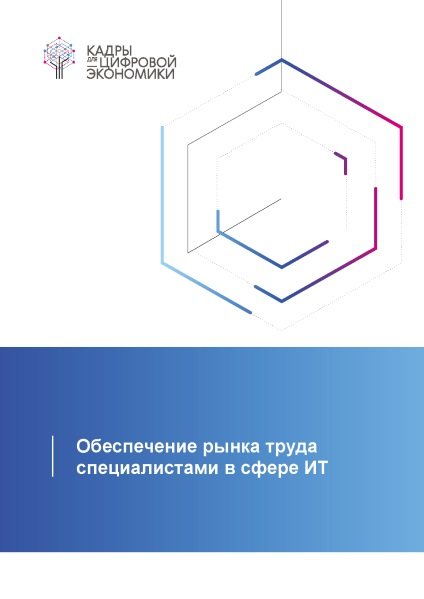 КАДРЫ
для ЦИФРОВОЙ
ЭКОНОМИКИ
Обеспечение рынка труда
специалистами в сфере ИТ